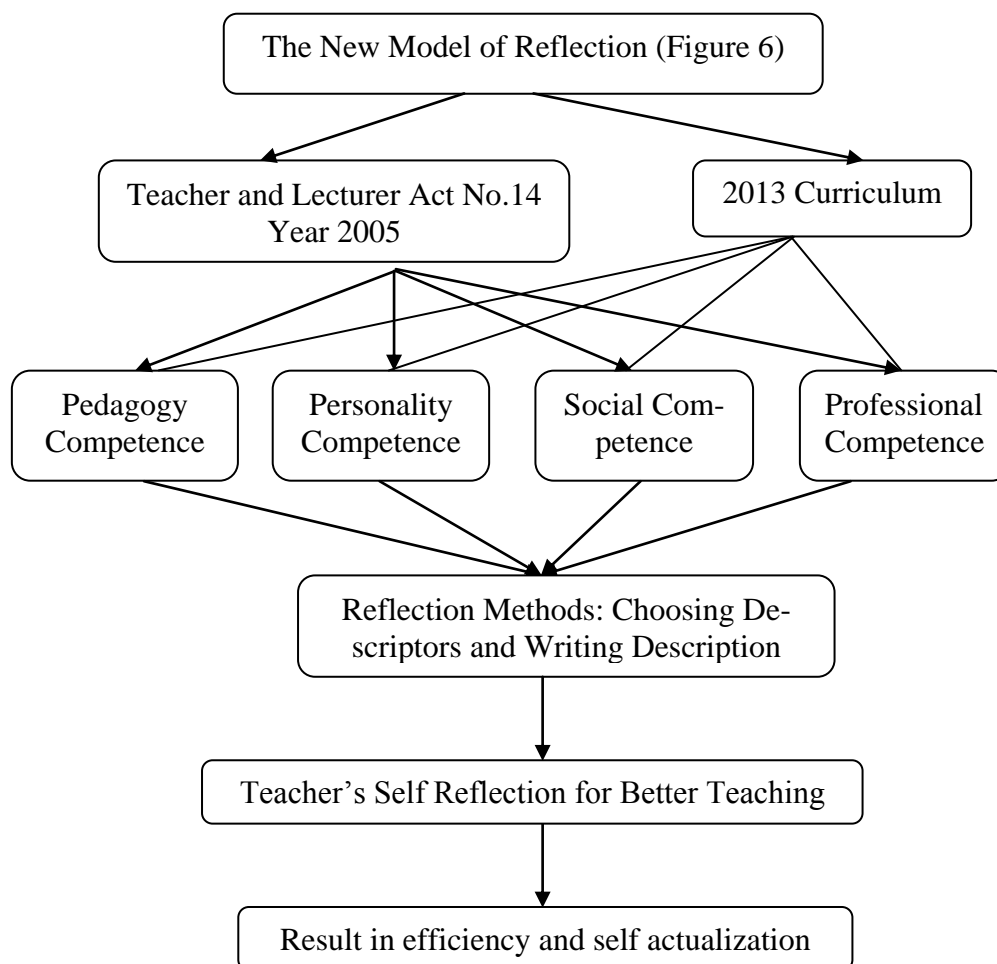 The New Model of Reflection (Figure 6)
Teacher and Lecturer Act No.14
Year 2005
2013 Curriculum
Pedagogy
Competence
Personality
Competence
Social Com-
petence
Professional
Competence
Reflection Methods: Choosing De-
scriptors and Writing Description
Teacher’s Self Reflection for Better Teaching
Result in efficiency and self actualization